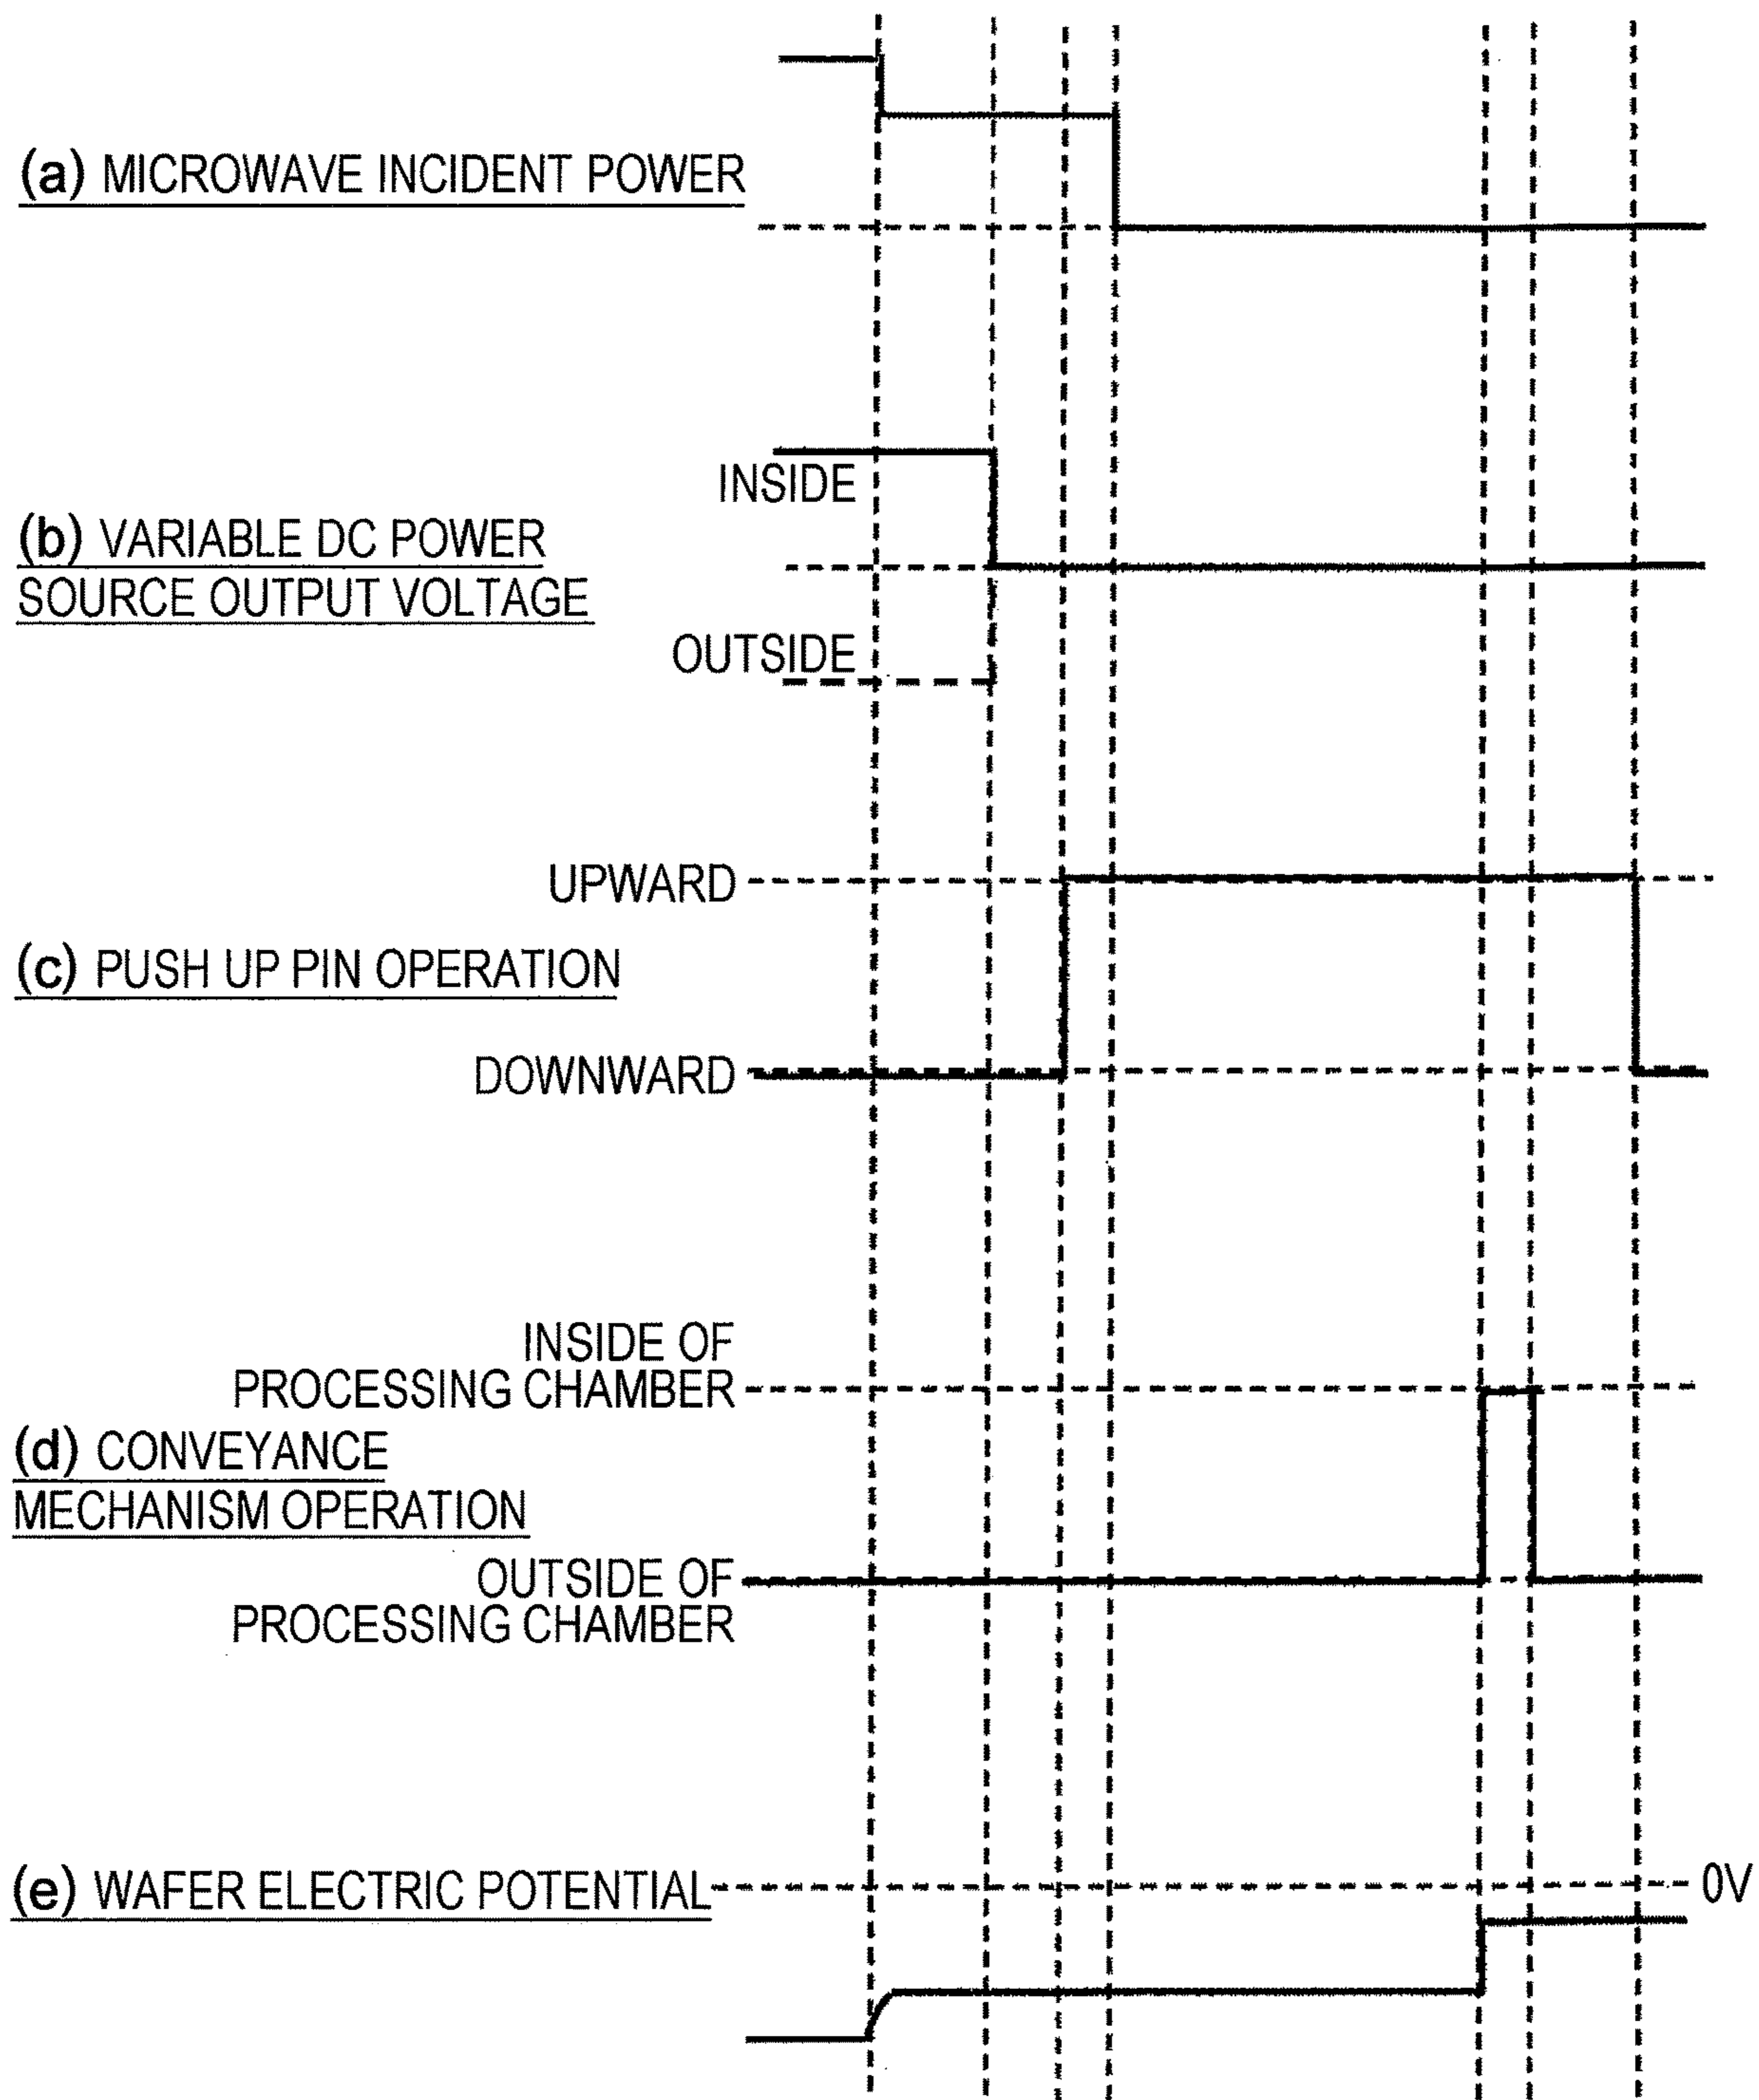 (a) MICROWAVE INCIDENT POWER
INSIDE
(b) VARIABLE DC POWER
SOURCE OUTPUT VOLTAGE
OUTSIDE
UPWARD
(c) PUSH UP PIN OPERATION
DOWNWARD
INSIDE OF
PROCESSING CHAMBER
(d) CONVEYANCE
MECHANISM OPERATION
OUTSIDE OF
PROCESSING CHAMBER
(e) WAFER ELECTRIC POTENTIAL
0V